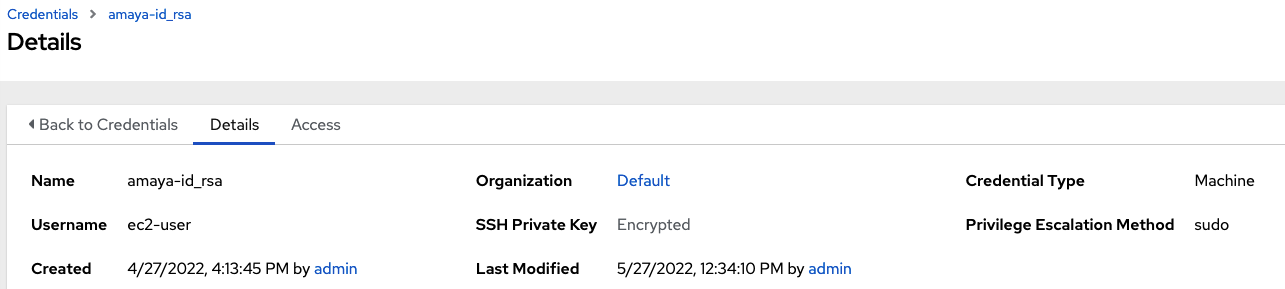 Credentials > amaya-id_rsa
Details
Back to Credentials Details Access
Name amaya-id_rsa Organization Default Credential Type Machine
Username ec2-user SSH Private Key Encrypted Privilege Escalation Method sudo
Created 4/27/2022, 4:13:45 PM by admin Last Modified 5/27/2022, 12:34:10 PM by admin